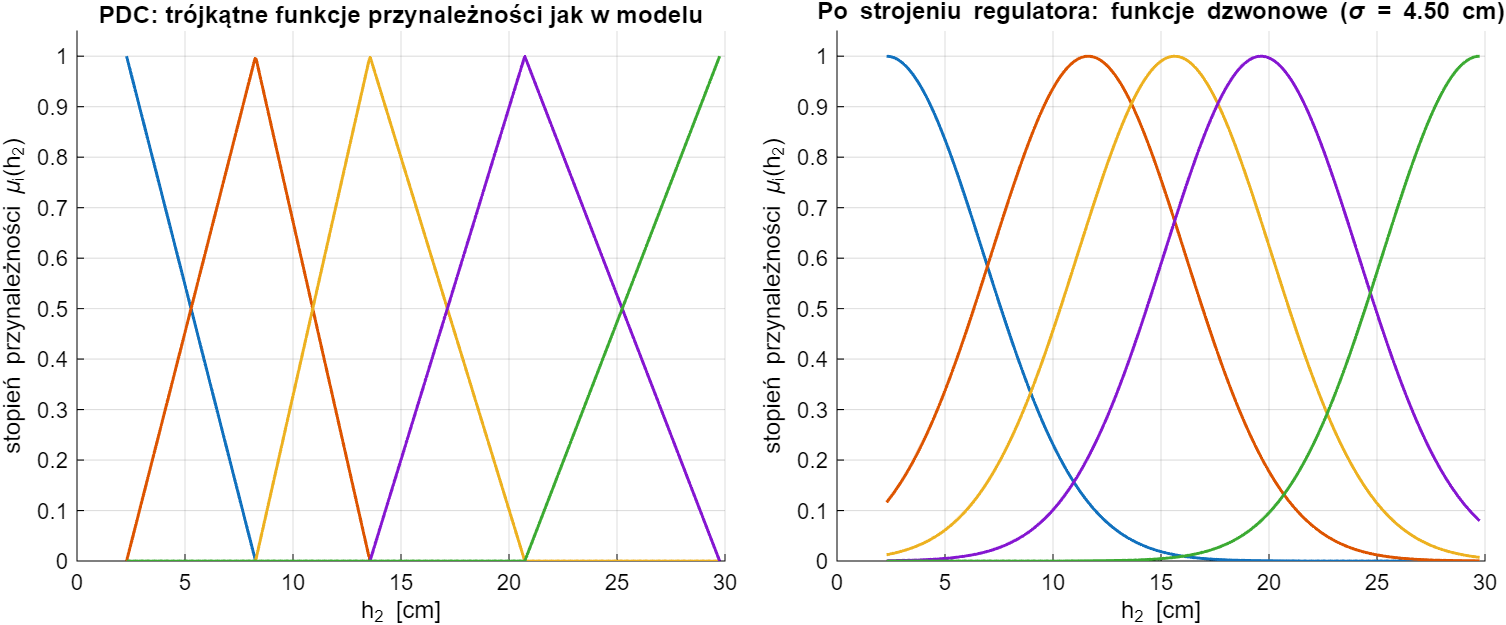 PDC: trójkątne funkcje przynależności jak w modelu
stopień przynależności μi(h2)
1
0.9
0.8
0.7
0.6
0.5
0.4
0.3
0.2
0.1
0
0 5 10 15 20 25 30
h2 [cm]
Po strojeniu regulatora: funkcje dzwonowe (σ = 4.50 cm)
stopień przynależności μi(h2)
1
0.9
0.8
0.7
0.6
0.5
0.4
0.3
0.2
0.1
0
0 5 10 15 20 25 30
h2 [cm]